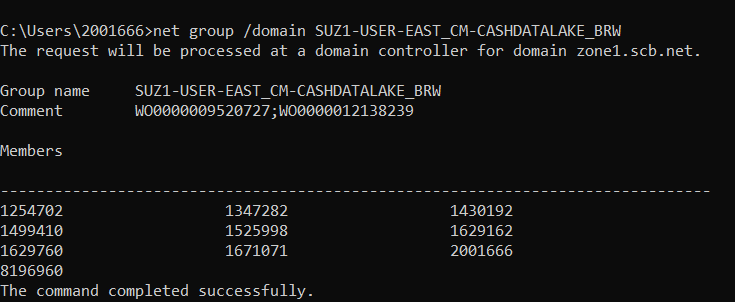 C:\Users\2001666>net group /domain SUZ1-USER-EAST_CM-CASHDATALAKE_BRW
The request will be processed at a domain controller for domain zone1.scb.net.
Group name     SUZ1-USER-EAST_CM-CASHDATALAKE_BRW
Comment        WO0000009520727;WO0000012138239
Members
-------------------------------------------------------------------------------
1254702                  1347282                  1430192
1499410                  1525998                  1629162
1629760                  1671071                  2001666
8196960
The command completed successfully.